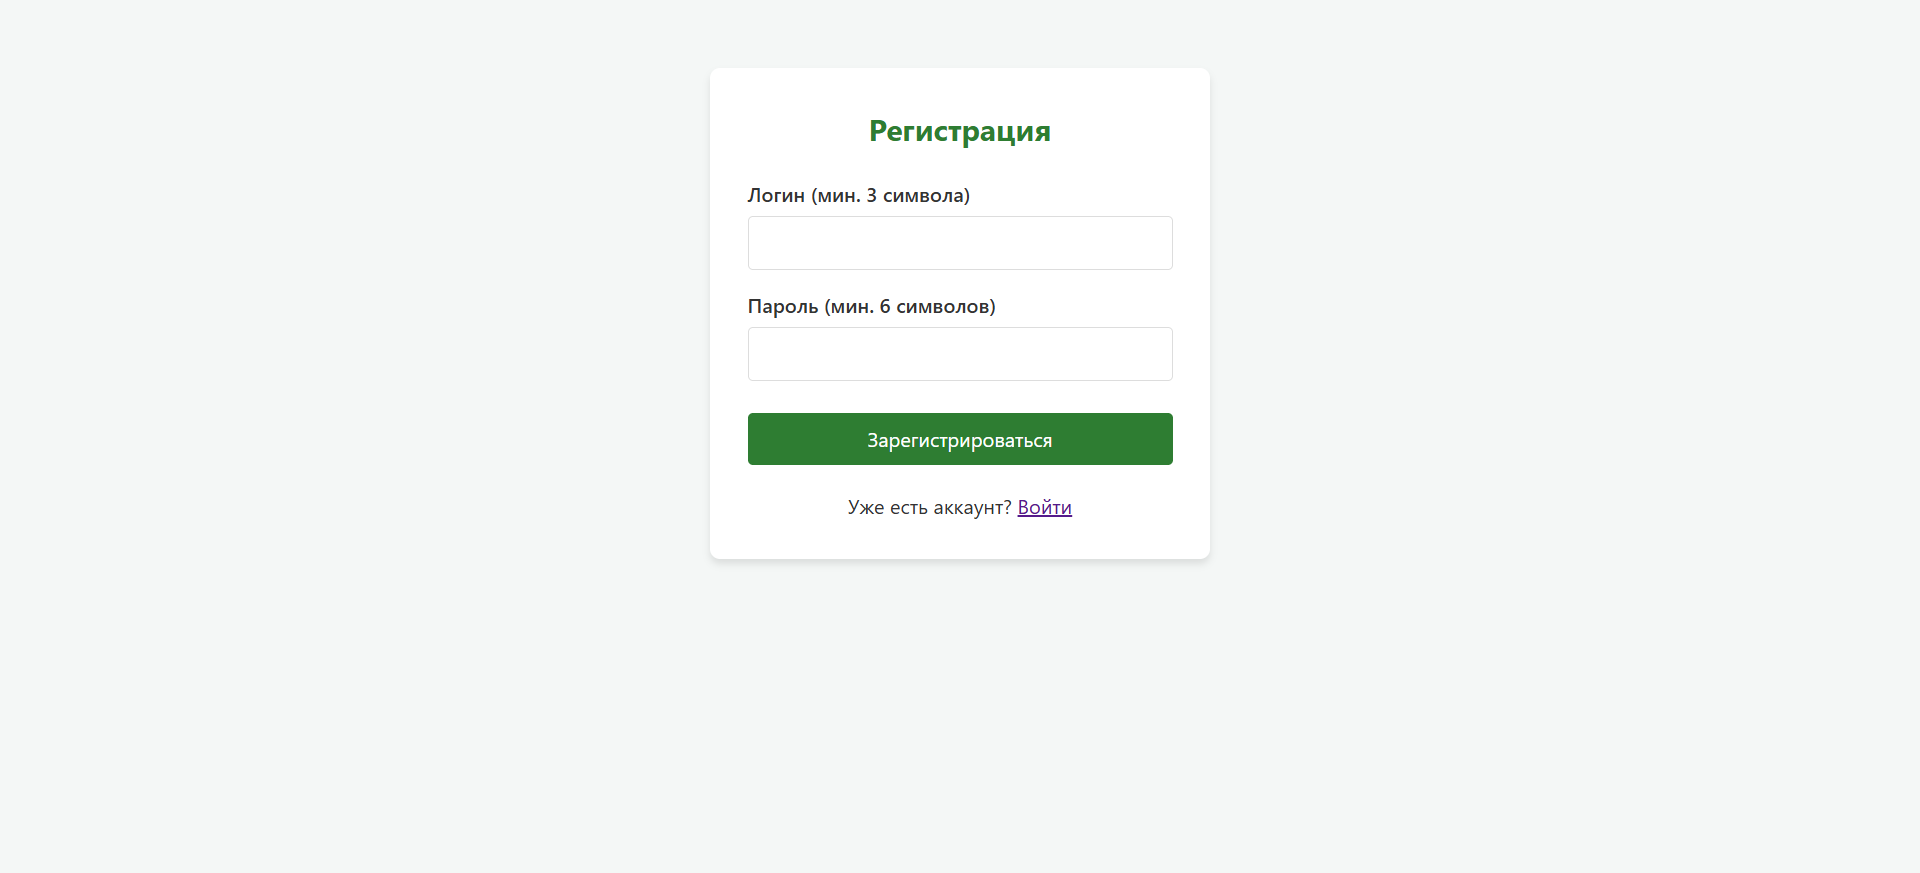 Регистрация
Логин (мин. 3 символа)
Пароль (мин. 6 символов)
Зарегистрироваться
Уже есть аккаунт? Войти